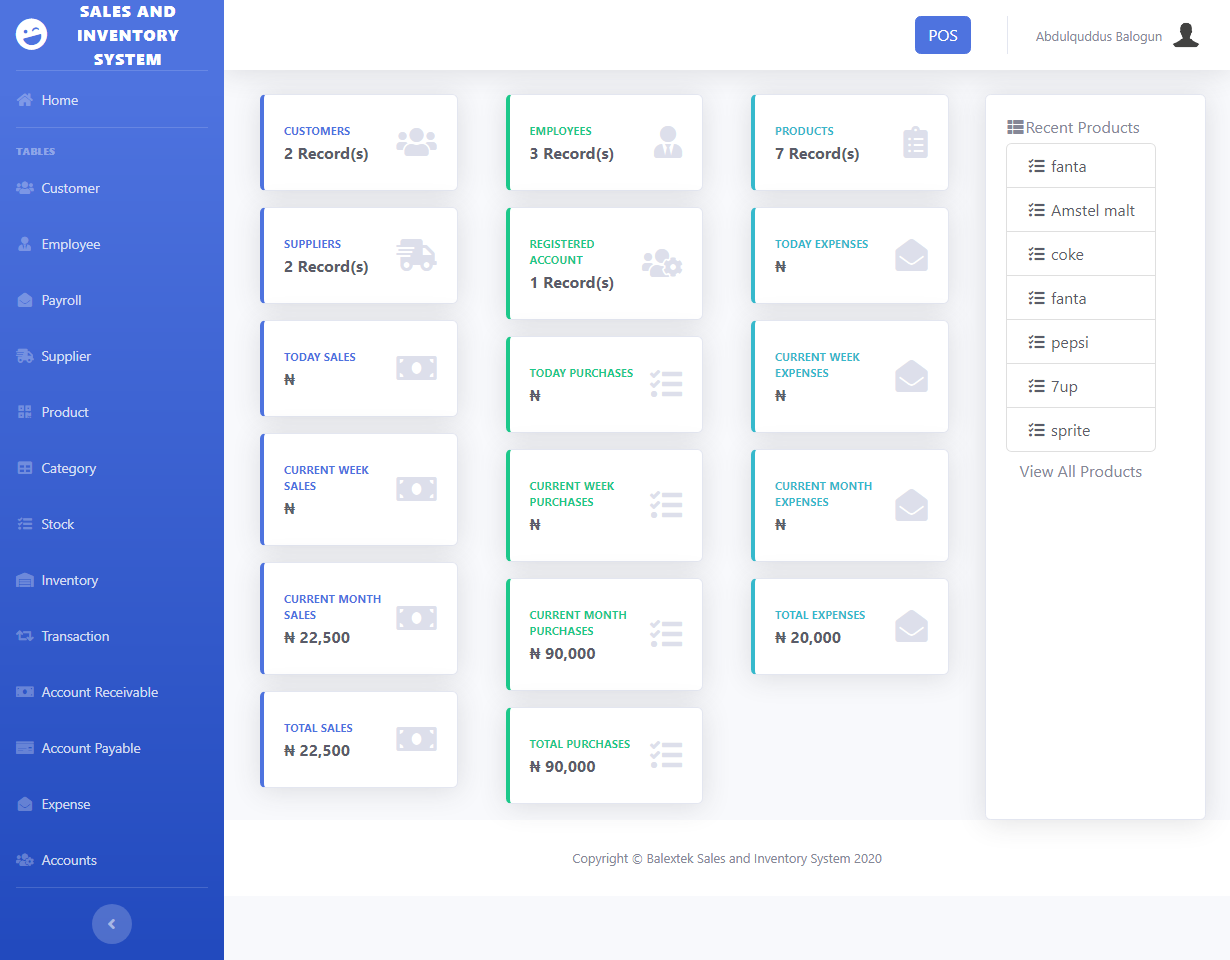 SALES AND
INVENTORY
SYSTEM
Home
TABLES
Customer
Employee
Payroll
Supplier
Product
Category
Stock
Inventory
Transaction
Account Receivable
Account Payable
Expense
Accounts
POS
Abdulquddus Balogun
CUSTOMERS
2 Record(s)
SUPPLIERS
2 Record(s)
TODAY SALES
₦
CURRENT WEEK
SALES
₦
CURRENT MONTH
SALES
₦ 22,500
TOTAL SALES
₦ 22,500
EMPLOYEES
3 Record(s)
REGISTERED
ACCOUNT
1 Record(s)
TODAY PURCHASES
₦
CURRENT WEEK
PURCHASES
₦
CURRENT MONTH
PURCHASES
₦ 90,000
TOTAL PURCHASES
₦ 90,000
PRODUCTS
7 Record(s)
TODAY EXPENSES
₦
CURRENT WEEK
EXPENSES
₦
CURRENT MONTH
EXPENSES
₦
TOTAL EXPENSES
₦ 20,000
Recent Products
fanta
Amstel malt
coke
fanta
pepsi
7up
sprite
View All Products
Copyright © Balextek Sales and Inventory System 2020